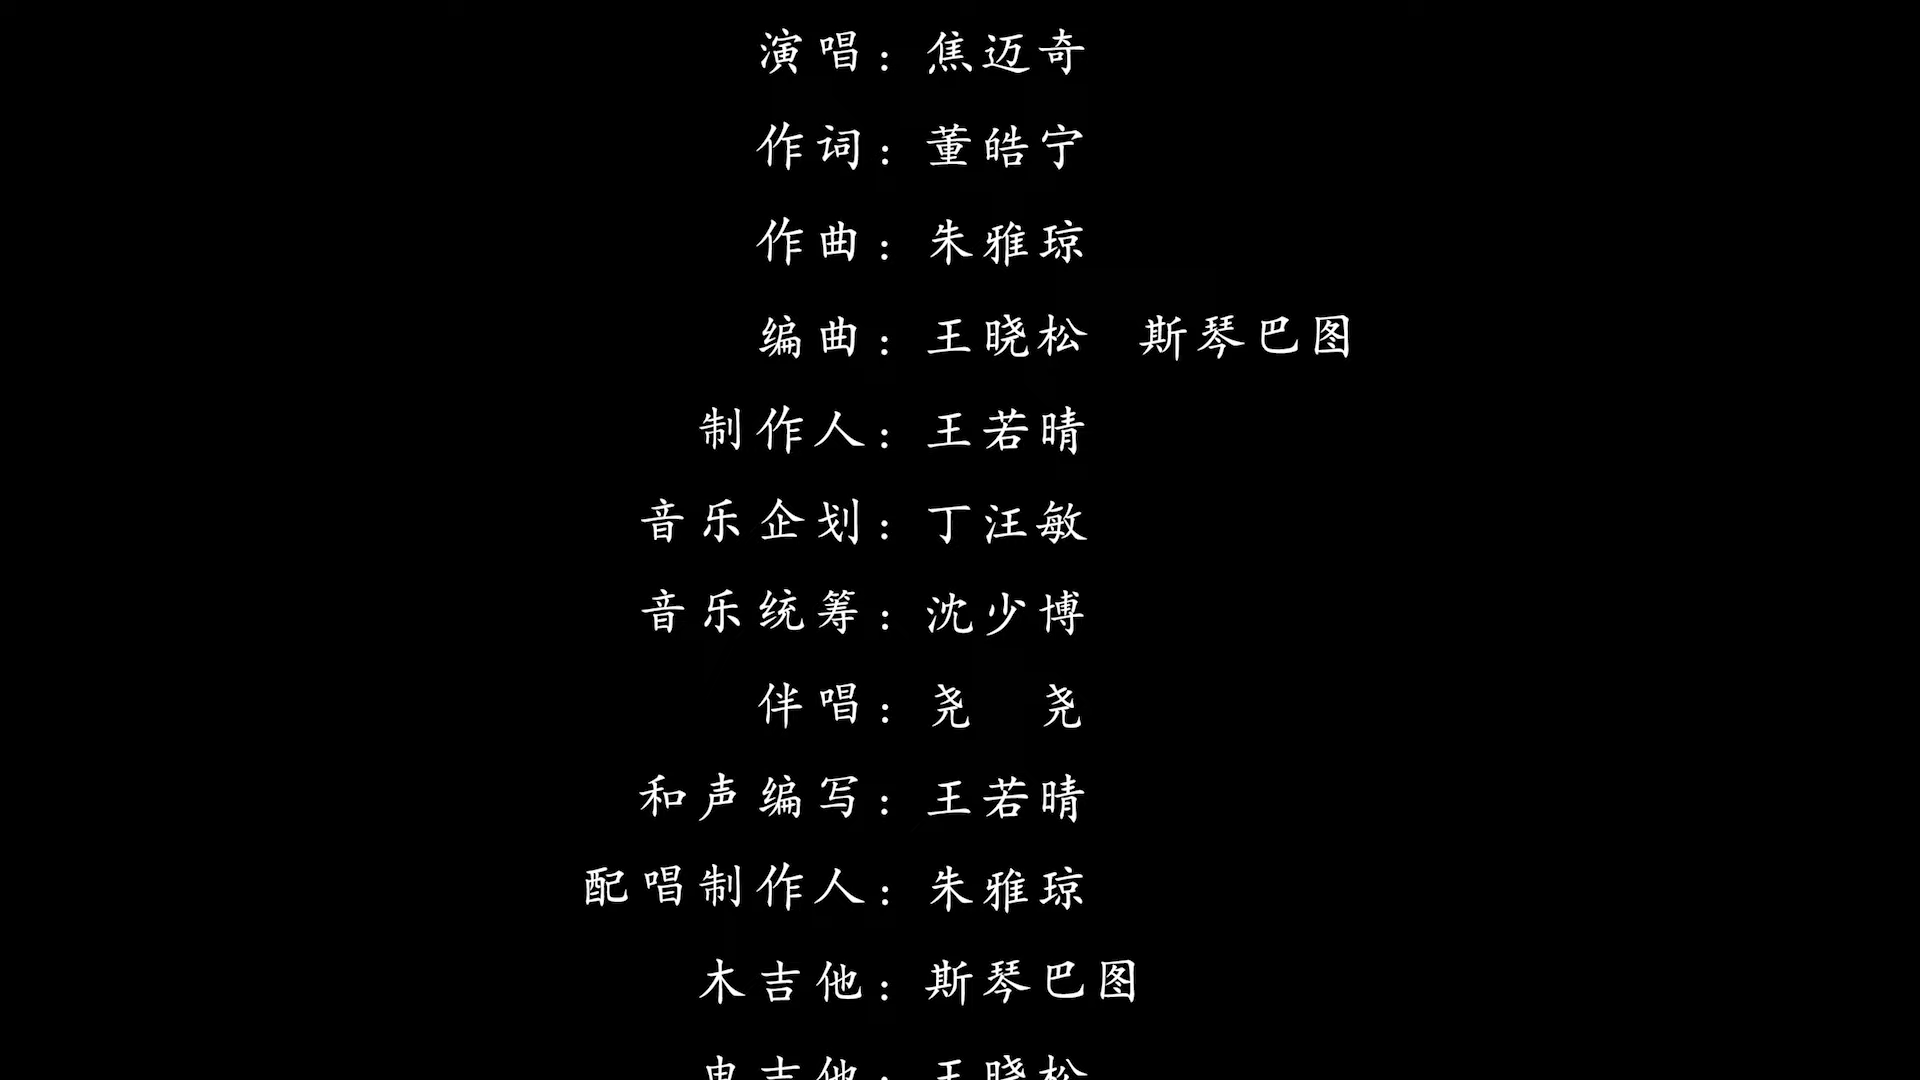 演唱：焦迈奇
作词：董皓宁
作曲：朱雅琼
编曲：王晓松 斯琴巴图
制作人：王若晴
音乐企划：丁汪敏
音乐统筹：沈少博
伴唱：尧 尧
和声编写：王若晴
配唱制作人：朱雅琼
木吉他：斯琴巴图
电吉他：王晓松